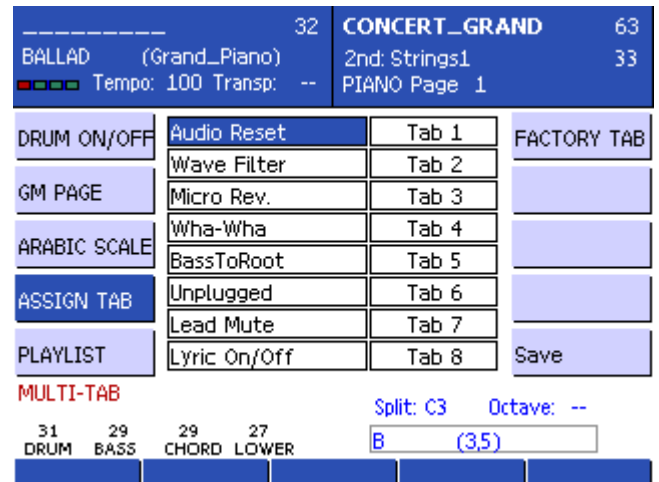 __________ 32
BALLAD (Grand_Piano)
Tempo: 100 Transp: --
CONCERT_GRAND 63
2nd: Strings1 33
PIANO Page 1
DRUM ON/OFF
GM PAGE
ARABIC SCALE
ASSIGN TAB
PLAYLIST
Audio Reset Tab 1
Wave Filter Tab 2
Micro Rev. Tab 3
Wha-Wha Tab 4
BassToRoot Tab 5
Unplugged Tab 6
Lead Mute Tab 7
Lyric On/Off Tab 8
FACTORY TAB
Save
MULTI-TAB
Split: C3 Octave: --
31 29 29 27
DRUM BASS CHORD LOWER
B (3,5)